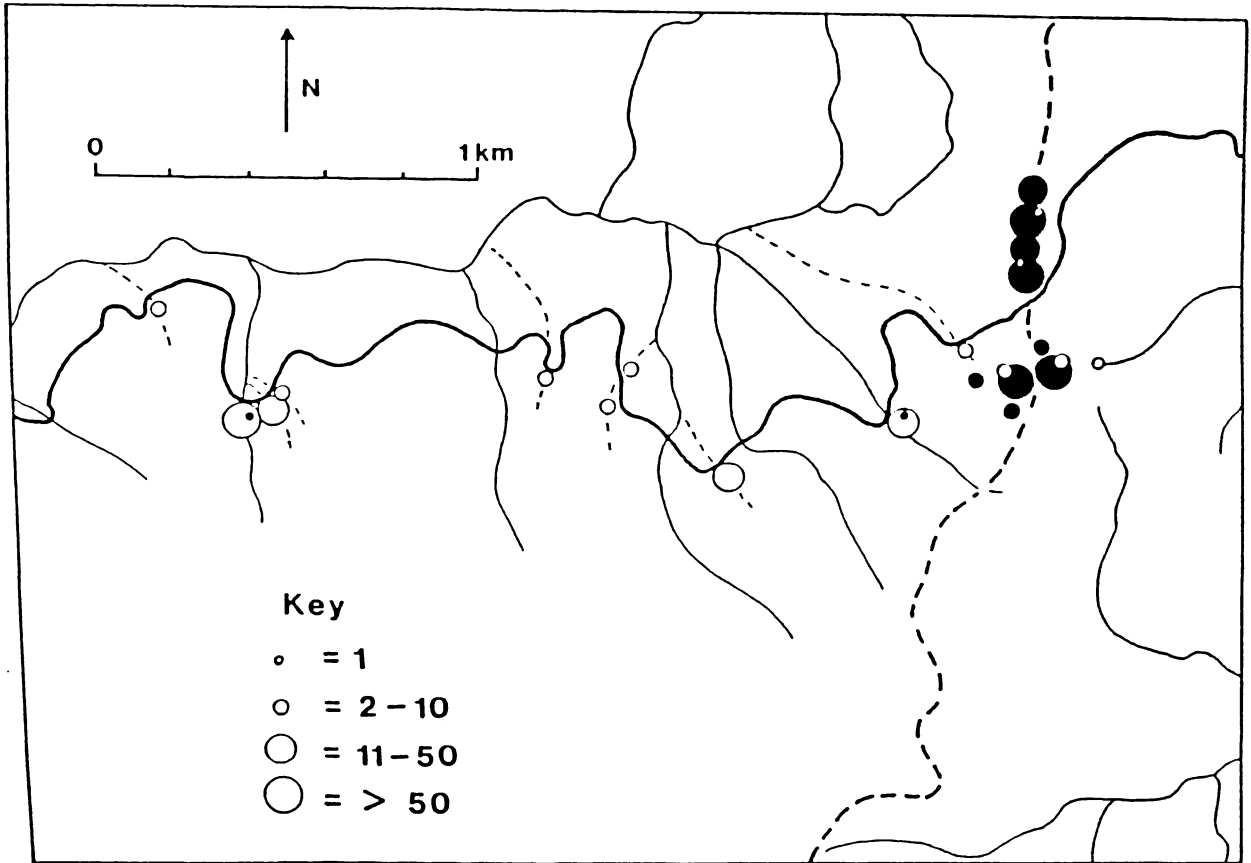 N
0 1km
Key
= 1
= 2-10
= 11-50
= > 50